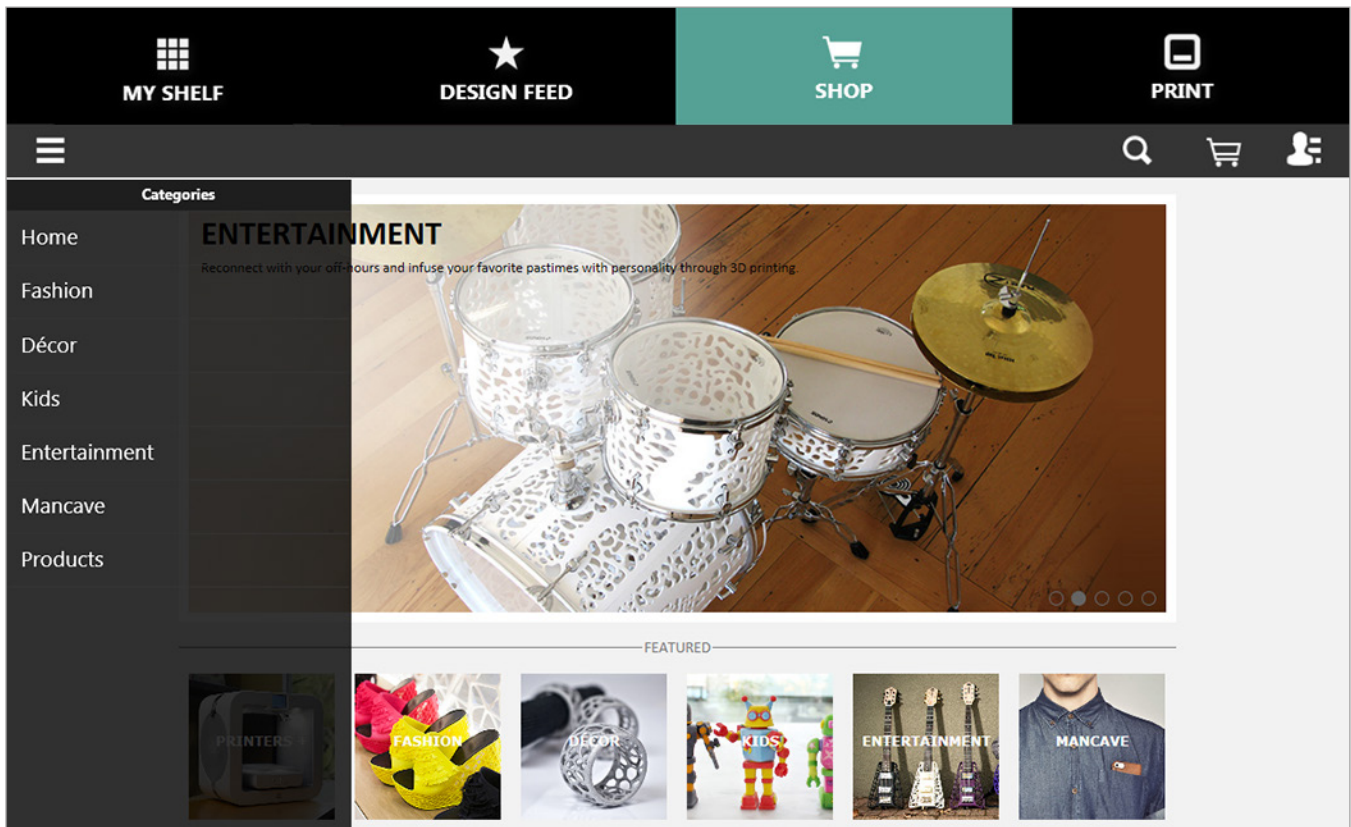 MY SHELF
DESIGN FEED
SHOP
PRINT
Categories
Home
Fashion
Décor
Kids
Entertainment
Mancave
Products
ENTERTAINMENT
Reconnect with your off-hours and infuse your favorite pastimes with personality through 3D printing.
FEATURED
PRINTERS +
FASHION
DÉCOR
KIDS
ENTERTAINMENT
MANCAVE